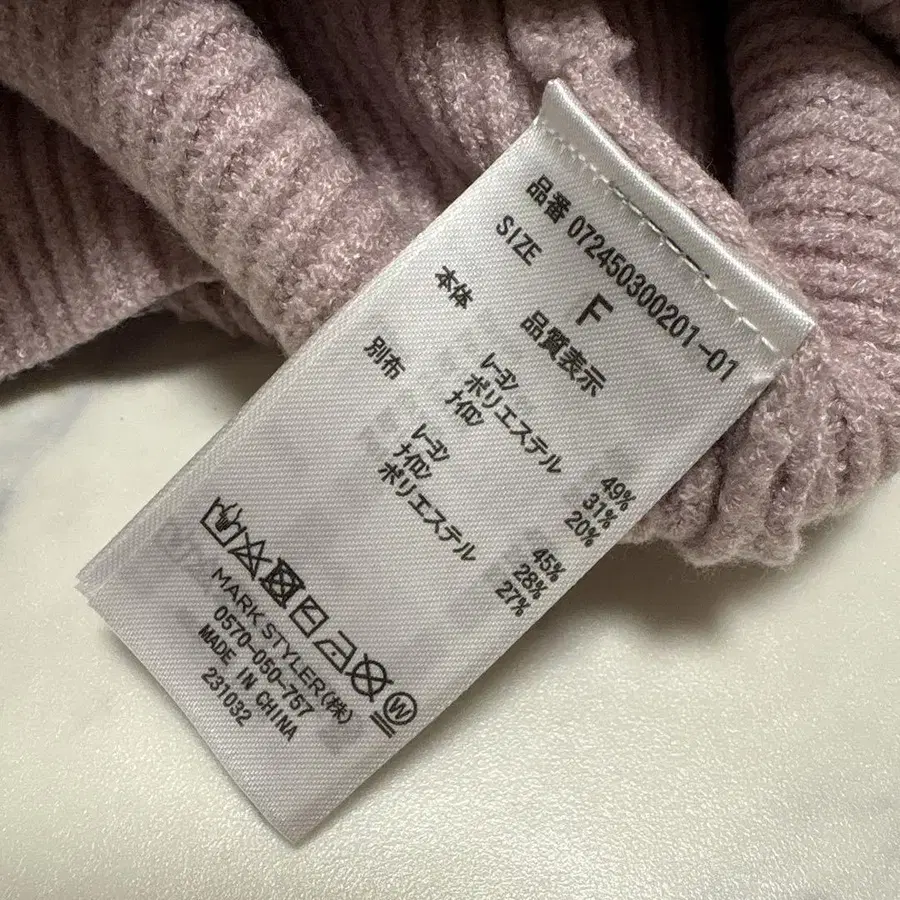 品番 072450300201-01
SIZE F
品質表示
本体 レーヨン 49%
ポリエステル 31%
ナイロン 20%
別布 レーヨン 45%
ナイロン 28%
ポリエステル 27%
W
MARK STYLER(株)
0570-050-757
MADE IN CHINA
231032